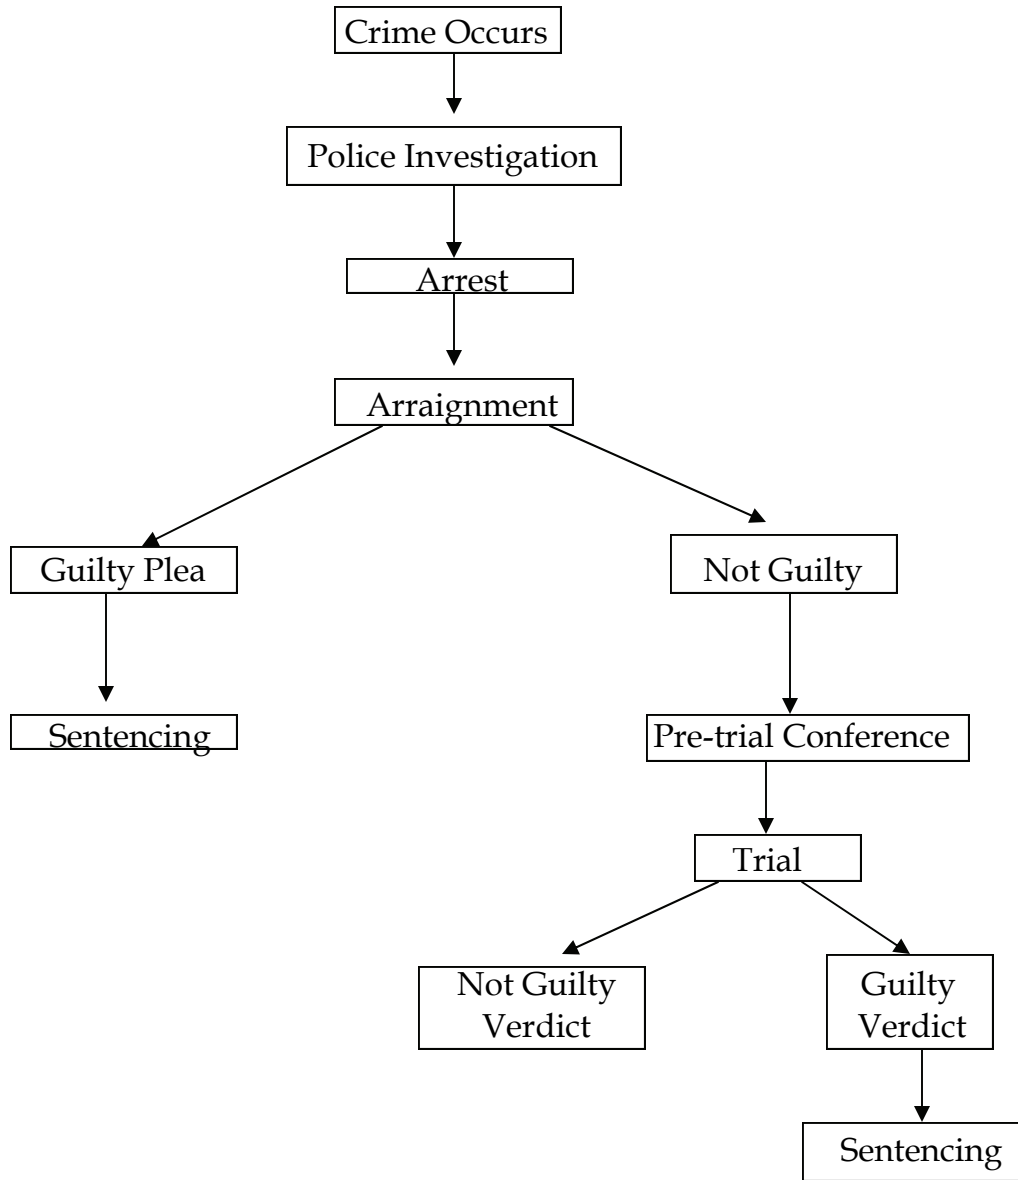 Crime Occurs
Police Investigation
Arrest
Arraignment
Guilty Plea
Not Guilty
Sentencing
Pre-trial Conference
Trial
Not Guilty
Verdict
Guilty
Verdict
Sentencing